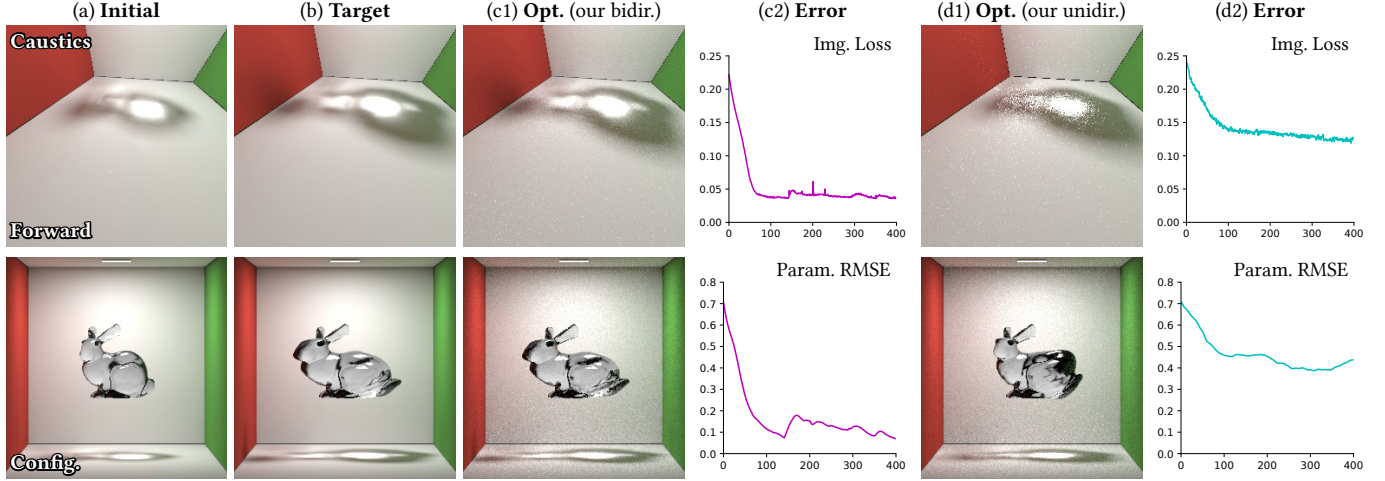 (a) Initial
(b) Target
(c1) Opt. (our bidir.)
(c2) Error
(d1) Opt. (our unidir.)
(d2) Error
Caustics
Forward
Img. Loss
0.25
0.20
0.15
0.10
0.05
0.00
0 100 200 300 400
Img. Loss
0.25
0.20
0.15
0.10
0.05
0.00
0 100 200 300 400
Config.
Param. RMSE
0.8
0.7
0.6
0.5
0.4
0.3
0.2
0.1
0.0
0 100 200 300 400
Param. RMSE
0.8
0.7
0.6
0.5
0.4
0.3
0.2
0.1
0.0
0 100 200 300 400